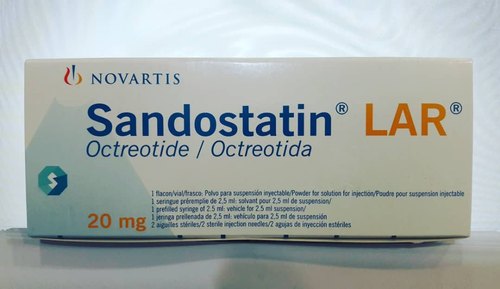 NOVARTIS
Sandostatin® LAR®
Octreotide / Octreotida
1 flacon/vial/frasco: Polvo para suspensión inyectable/Powder for solution for injection/Poudre pour suspension injectable
1 seringue préremplie de 2,5 ml: solvant pour 2,5 ml de suspension/
1 prefilled syringe of 2.5 ml: vehicle for 2.5 ml suspension/
1 jeringa prellenada de 2,5 ml: vehículo para 2,5 ml de suspensión
2 aiguilles stériles/2 sterile injection needles/2 agujas de inyección estériles
20 mg
S